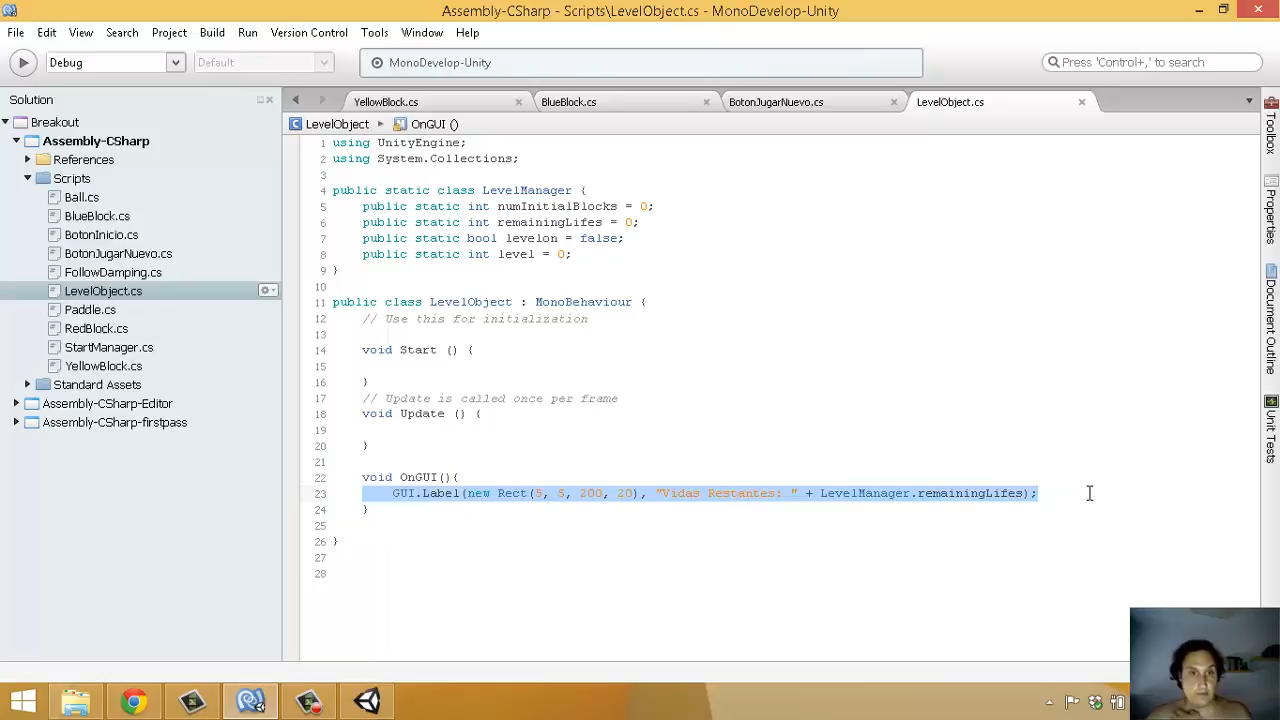 Assembly-CSharp - Scripts\LevelObject.cs - MonoDevelop-Unity
File Edit View Search Project Build Run Version Control Tools Window Help
Debug Default MonoDevelop-Unity Press 'Control+,' to search
Solution YellowBlock.cs BlueBlock.cs BotonJugarNuevo.cs LevelObject.cs
LevelObject OnGUI ()
Breakout
Assembly-CSharp
References
Scripts
Ball.cs
BlueBlock.cs
BotonInicio.cs
BotonJugarNuevo.cs
FollowDamping.cs
LevelObject.cs
Paddle.cs
RedBlock.cs
StartManager.cs
YellowBlock.cs
Standard Assets
Assembly-CSharp-Editor
Assembly-CSharp-firstpass
1 using UnityEngine;
2 using System.Collections;
3
4 public static class LevelManager {
5 public static int numInitialBlocks = 0;
6 public static int remainingLifes = 0;
7 public static bool levelon = false;
8 public static int level = 0;
9 }
10
11 public class LevelObject : MonoBehaviour {
12 // Use this for initialization
13
14 void Start () {
15
16 }
17 // Update is called once per frame
18 void Update () {
19
20 }
21
22 void OnGUI(){
23 GUI.Label(new Rect(5, 5, 200, 20), "Vidas Restantes: " + LevelManager.remainingLifes);
24 }
25
26 }
27
28
Toolbox
Properties
Document Outline
Unit Tests